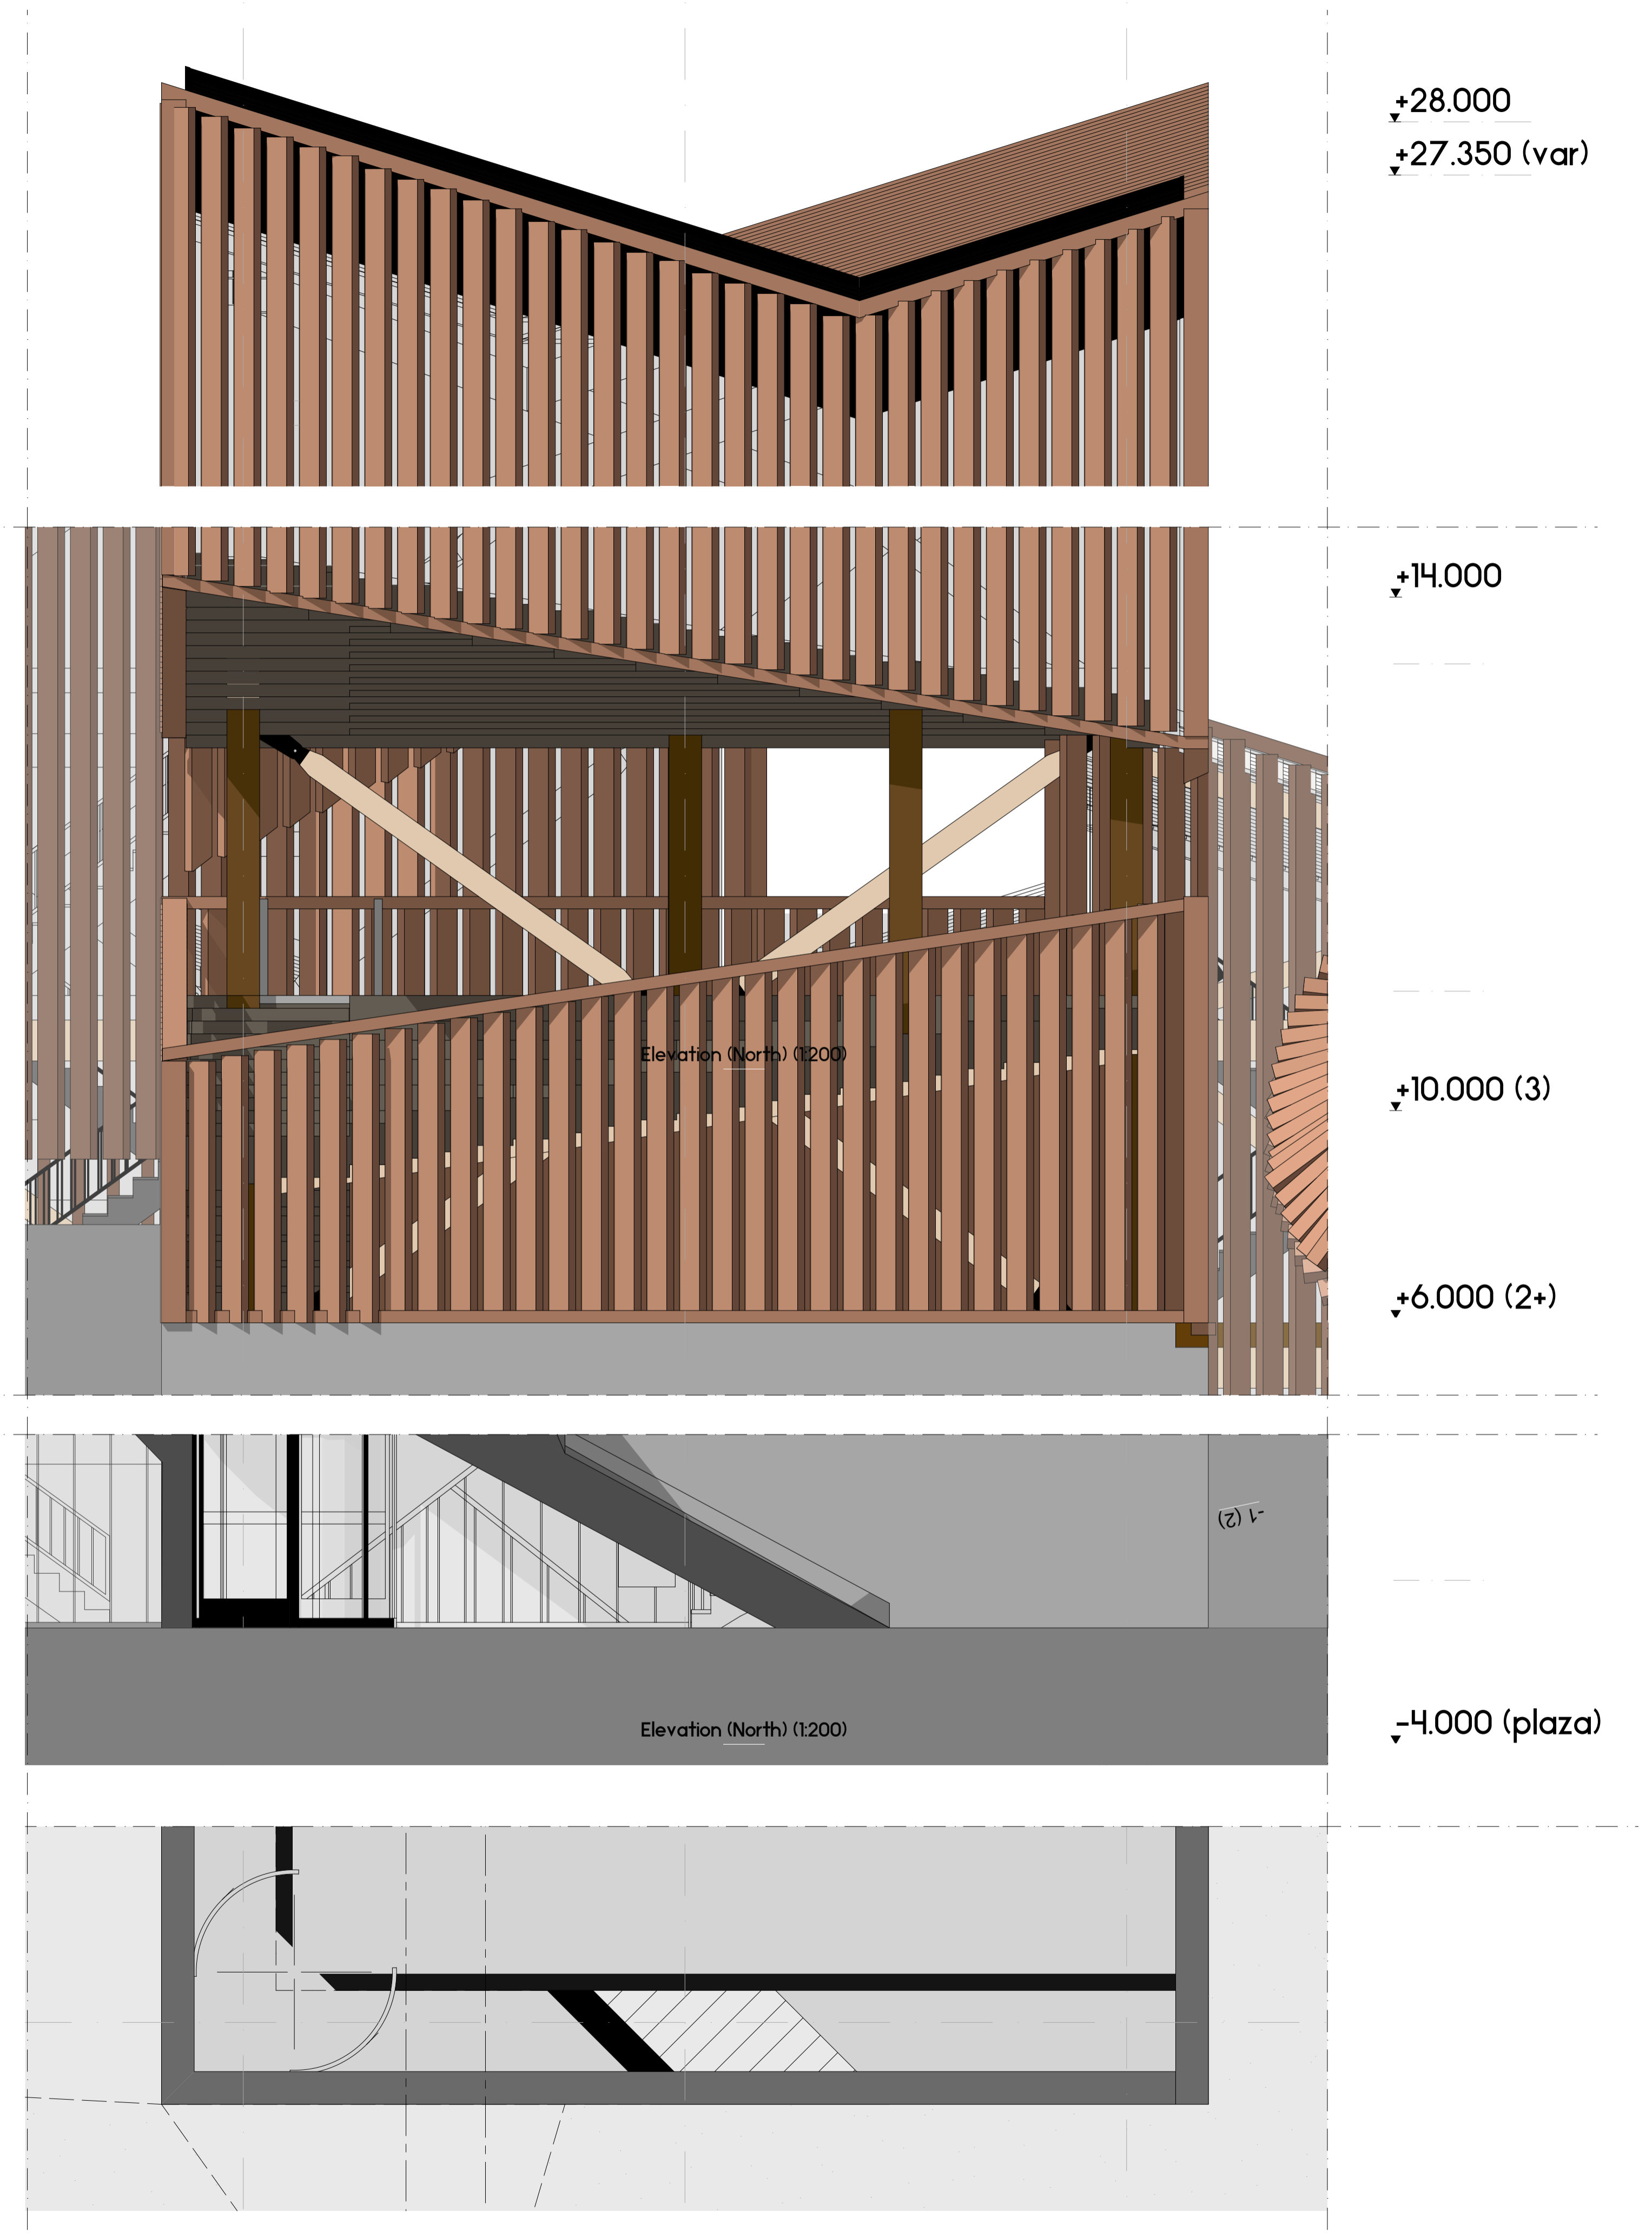 +28.000
+27.350 (var)
+14.000
Elevation (North) (1:200)
+10.000 (3)
+6.000 (2+)
-1 (2)
-4.000 (plaza)
Elevation (North) (1:200)